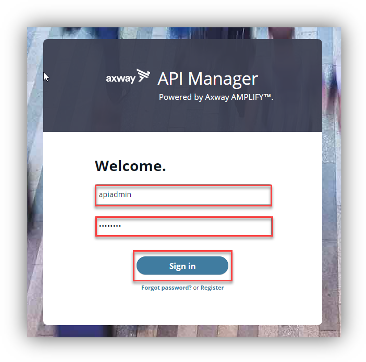 axway API Manager
Powered by Axway AMPLIFY™.
Welcome.
apiadmin
••••••••
Sign in
Forgot password? or Register